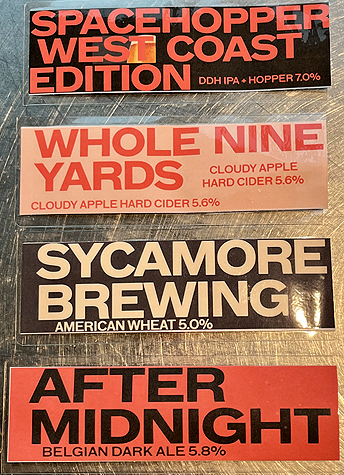 SPACEHOPPER
WEST COAST
EDITION DDH IPA + HOPPER 7.0%
WHOLE NINE
YARDS CLOUDY APPLE
HARD CIDER 5.6%
CLOUDY APPLE HARD CIDER 5.6%
SYCAMORE
BREWING
AMERICAN WHEAT 5.0%
AFTER
MIDNIGHT
BELGIAN DARK ALE 5.8%